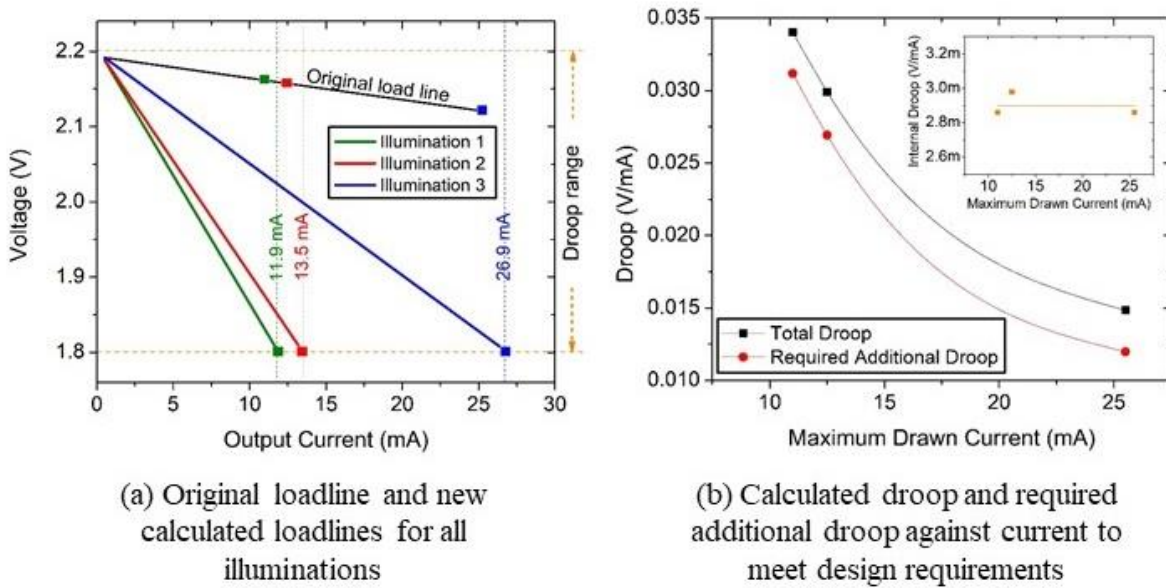 2.2
2.1
2.0
1.9
1.8
Voltage (V)
0
5
10
15
20
25
30
Output Current (mA)
Original load line
Illumination 1
Illumination 2
Illumination 3
11.9 mA
13.5 mA
26.9 mA
Droop range
(a) Original loadline and new
calculated loadlines for all
illuminations
0.035
0.030
0.025
0.020
0.015
0.010
Droop (V/mA)
10
15
20
25
Maximum Drawn Current (mA)
Total Droop
Required Additional Droop
3.2m
3.0m
2.8m
2.6m
Internal Droop (V/mA)
10
15
20
25
Maximum Drawn Current (mA)
(b) Calculated droop and required
additional droop against current to
meet design requirements